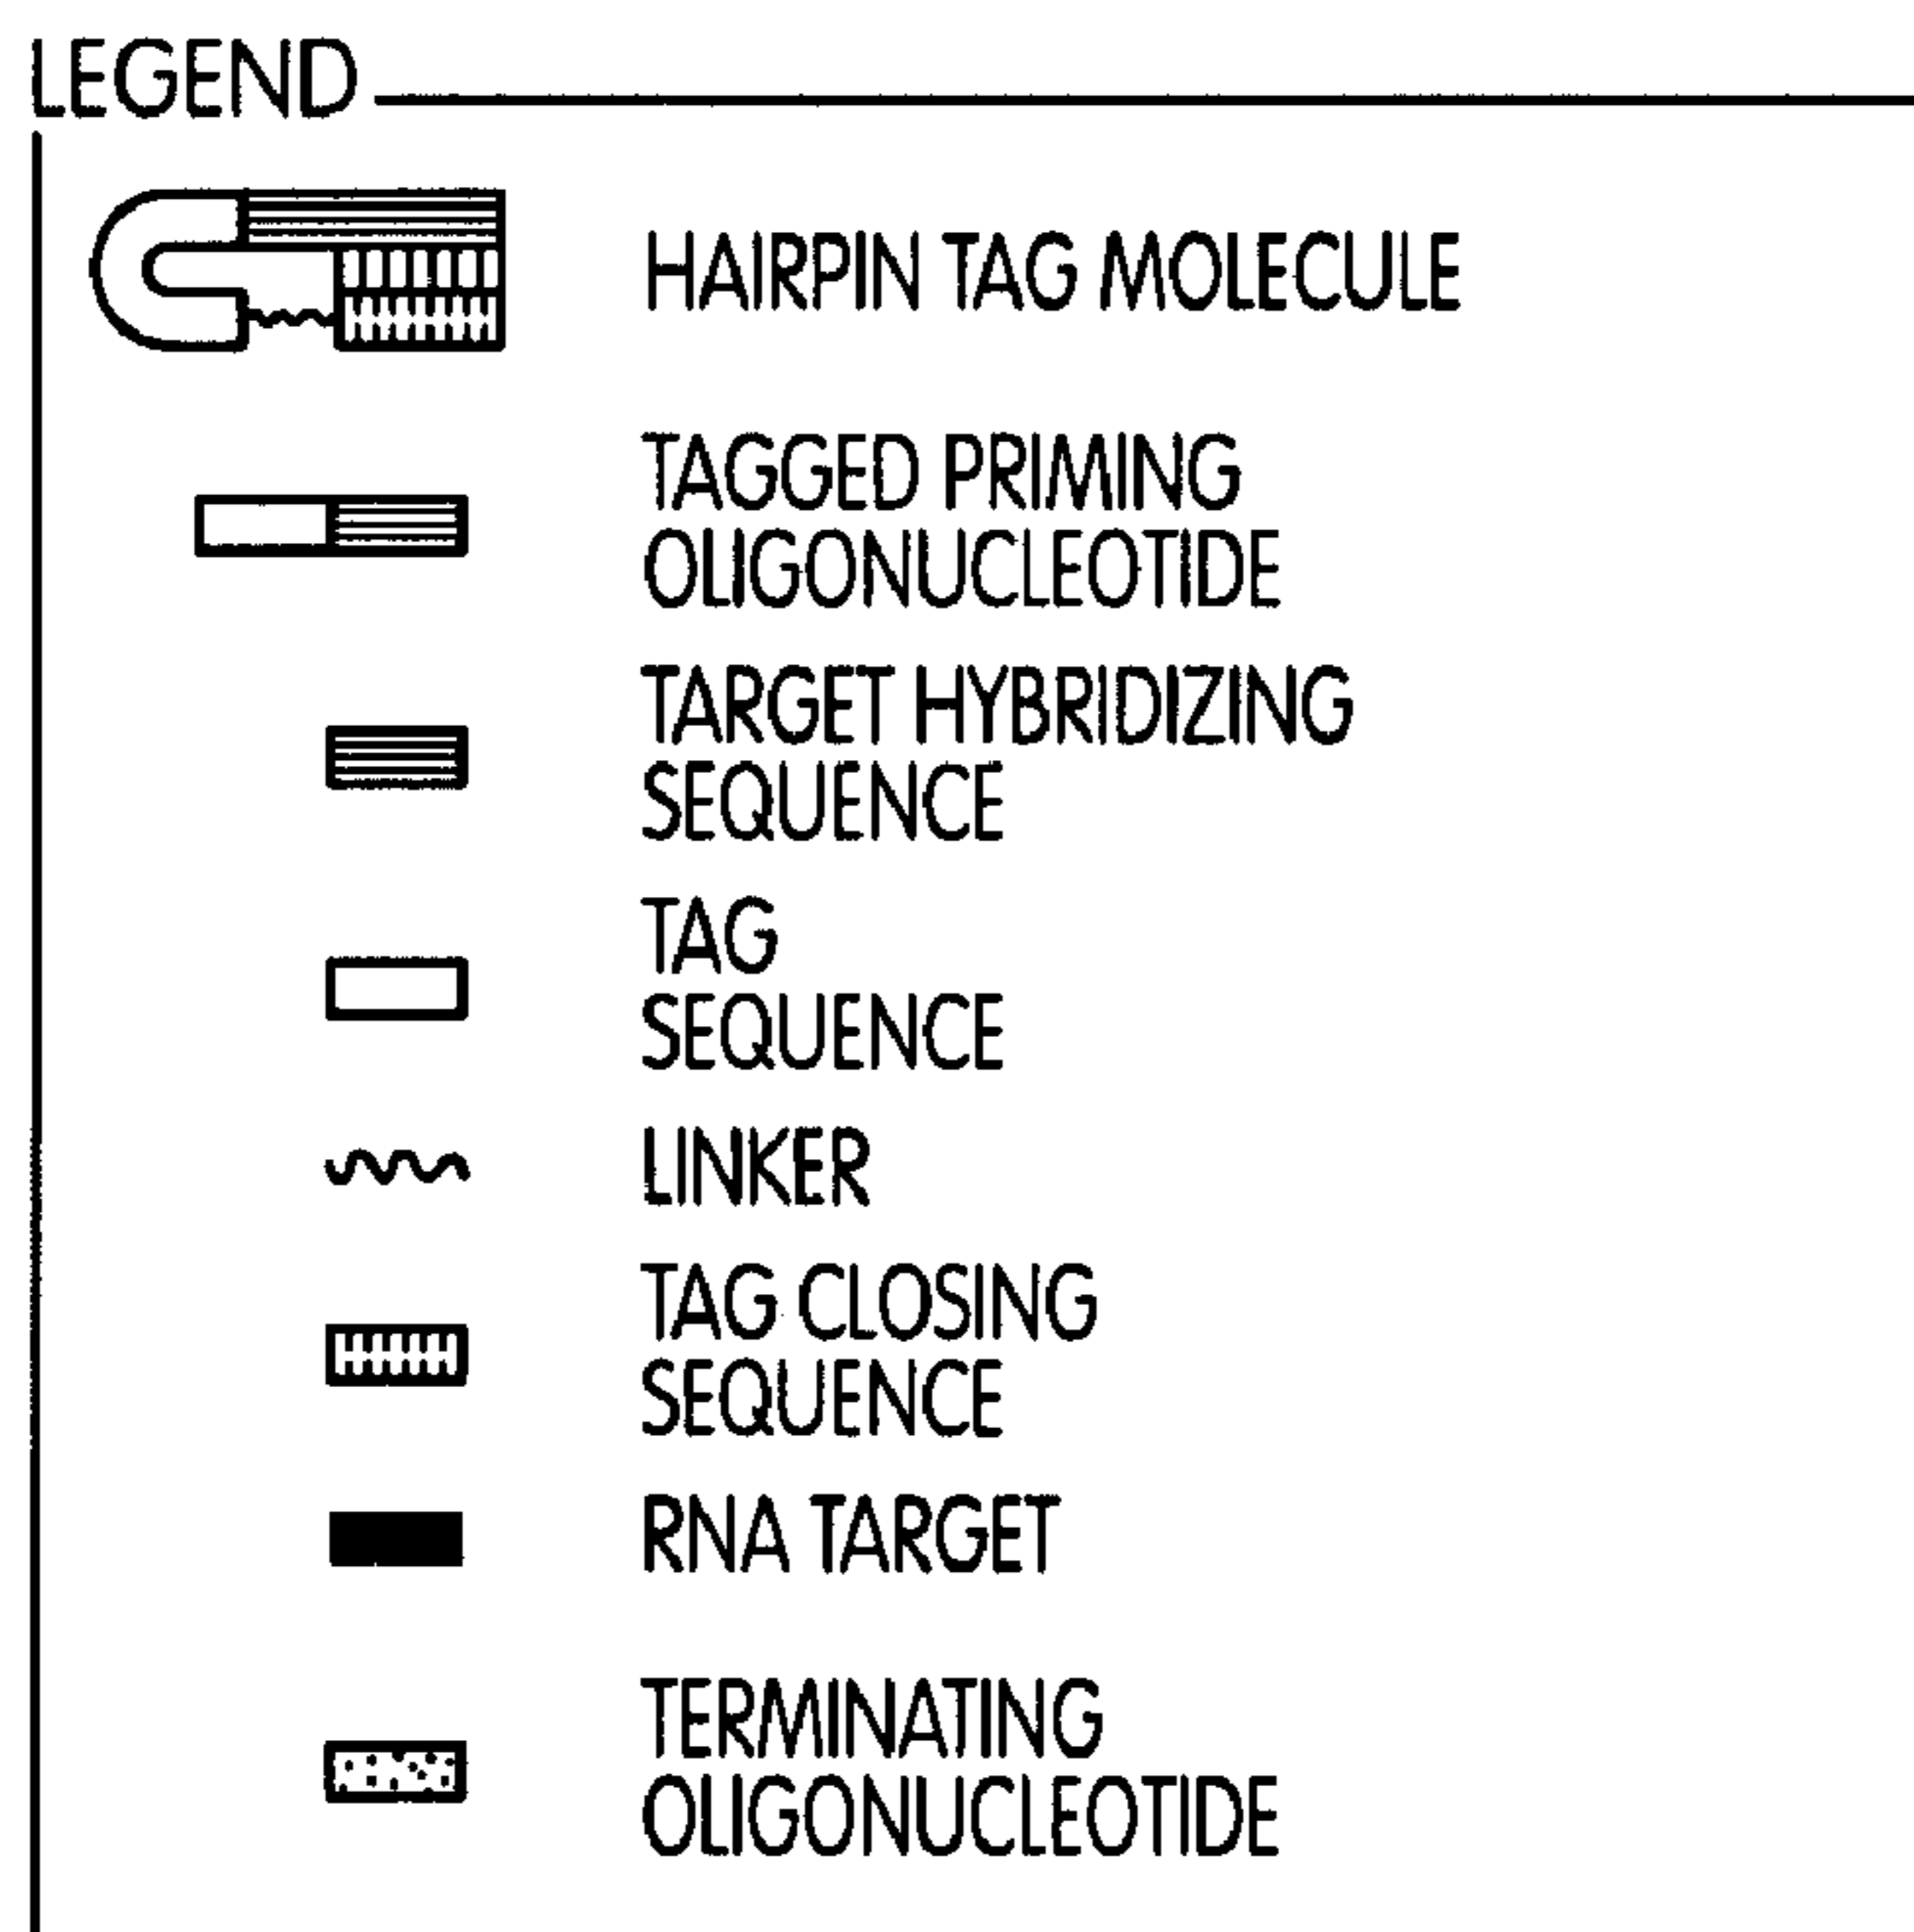 LEGEND
HAIRPIN TAG MOLECULE
TAGGED PRIMING
OLIGONUCLEOTIDE
TARGET HYBRIDIZING
SEQUENCE
TAG
SEQUENCE
LINKER
TAG CLOSING
SEQUENCE
RNA TARGET
TERMINATING
OLIGONUCLEOTIDE